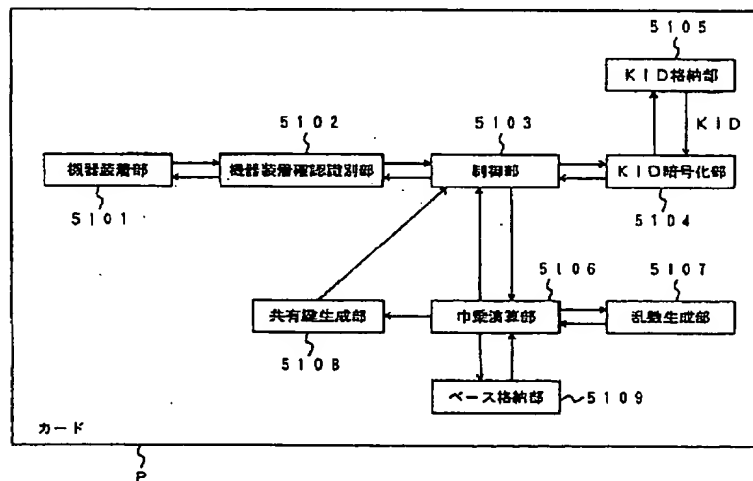 5105
KID格納部
KID
5102
5103
機器装着部
機器装着確認識別部
制御部
KID暗号化部
5101
5104
5106
5107
共有鍵生成部
巾乗演算部
乱数生成部
5108
ベース格納部
5109
カード
P